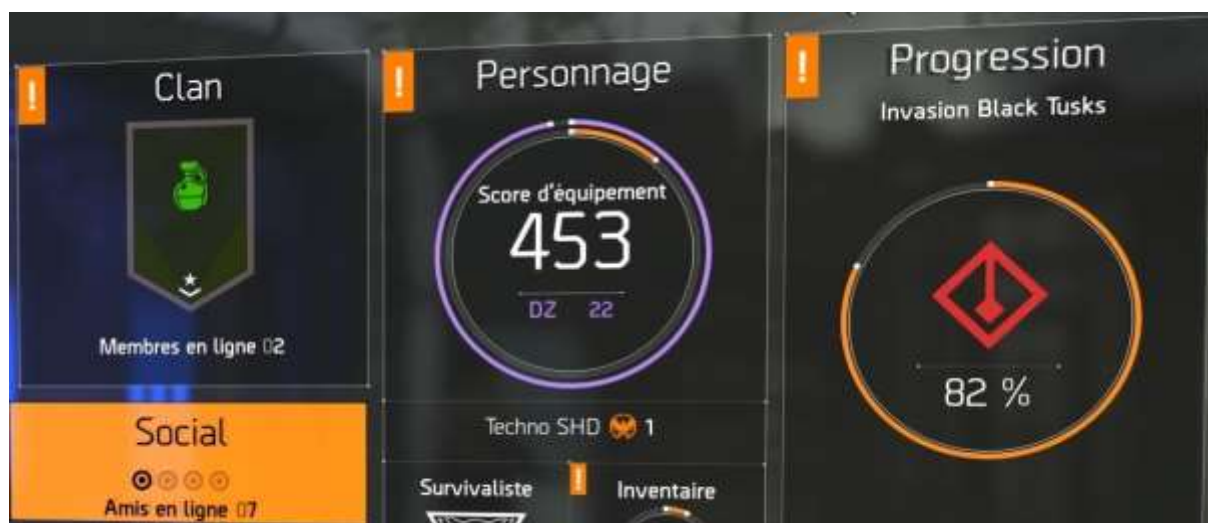 !
Clan
Membres en ligne 02
Social
Amis en ligne 07
!
Personnage
Score d'équipement
453
DZ 22
Techno SHD 1
Survivaliste
!
Inventaire
!
Progression
Invasion Black Tusks
82 %